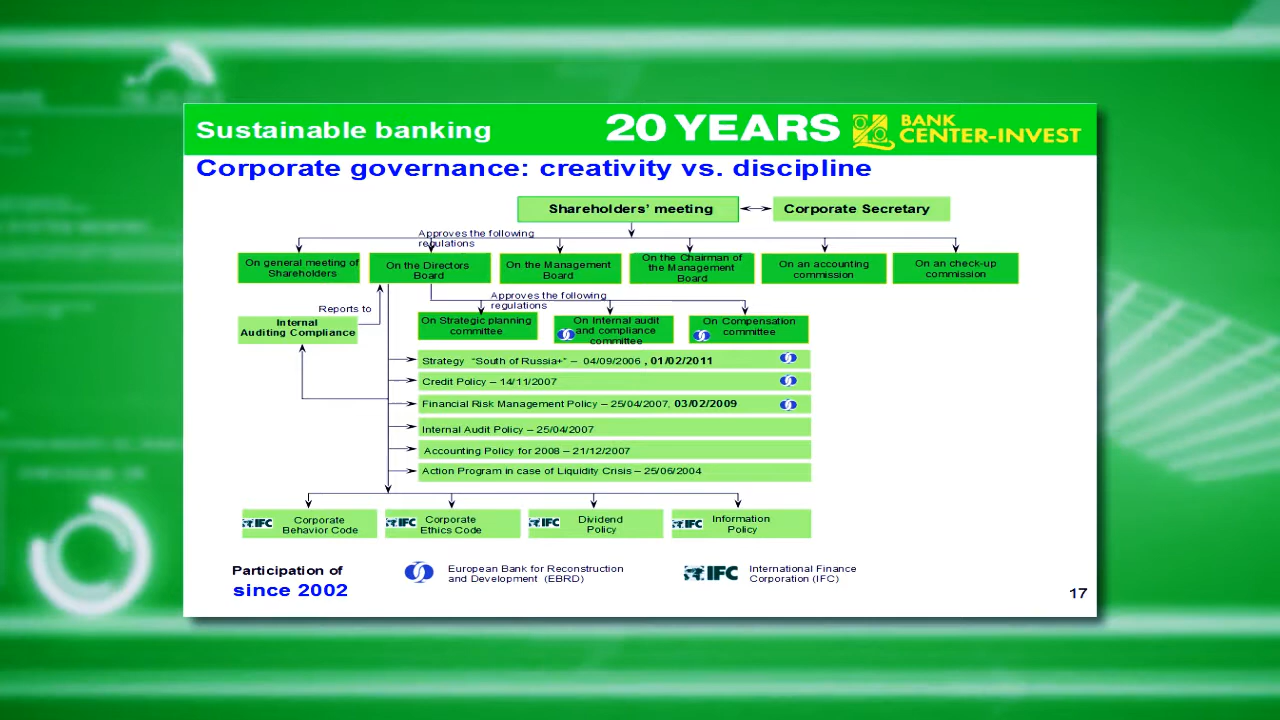 Sustainable banking
20 YEARS
BANK
CENTER-INVEST
Corporate governance: creativity vs. discipline
Shareholders’ meeting
Corporate Secretary
Approves the following
regulations
On general meeting of
Shareholders
On the Directors
Board
On the Management
Board
On the Chairman of
the Management
Board
On an accounting
commission
On an check-up
commission
Reports to
Approves the following
regulations
Internal
Auditing Compliance
On Strategic planning
committee
On Internal audit
and compliance
committee
On Compensation
committee
Strategy “South of Russia+” – 04/09/2006 , 01/02/2011
Credit Policy – 14/11/2007
Financial Risk Management Policy – 25/04/2007, 03/02/2009
Internal Audit Policy – 25/04/2007
Accounting Policy for 2008 – 21/12/2007
Action Program in case of Liquidity Crisis – 25/06/2004
IFC
Corporate
Behavior Code
IFC
Corporate
Ethics Code
IFC
Dividend
Policy
IFC
Information
Policy
Participation of
since 2002
European Bank for Reconstruction
and Development (EBRD)
IFC
International Finance
Corporation (IFC)
17